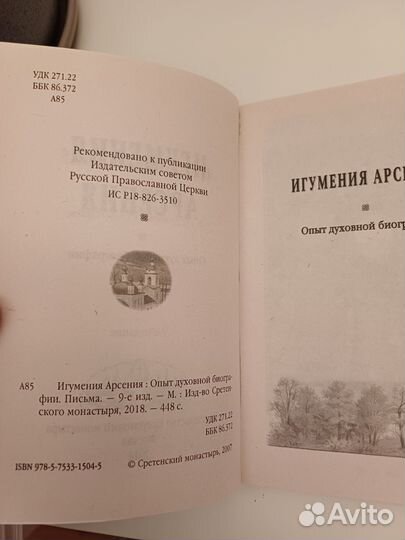 УДК 271.22
ББК 86.372
А85
Рекомендовано к публикации
Издательским советом
Русской Православной Церкви
ИС Р18-826-3510
А85 Игумения Арсения : Опыт духовной биогра-
фии. Письма. — 9-е изд. — М. : Изд-во Сретен-
ского монастыря, 2018. — 448 с.
УДК 271.22
ББК 86.372
ISBN 978-5-7533-1504-5
© Сретенский монастырь, 2007
ИГУМЕНИЯ АРСЕН
Опыт духовной биогр
Avito